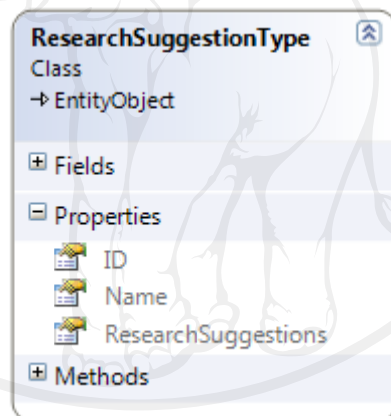 ResearchSuggestionType
Class
EntityObject
Fields
Properties
ID
Name
ResearchSuggestions
Methods